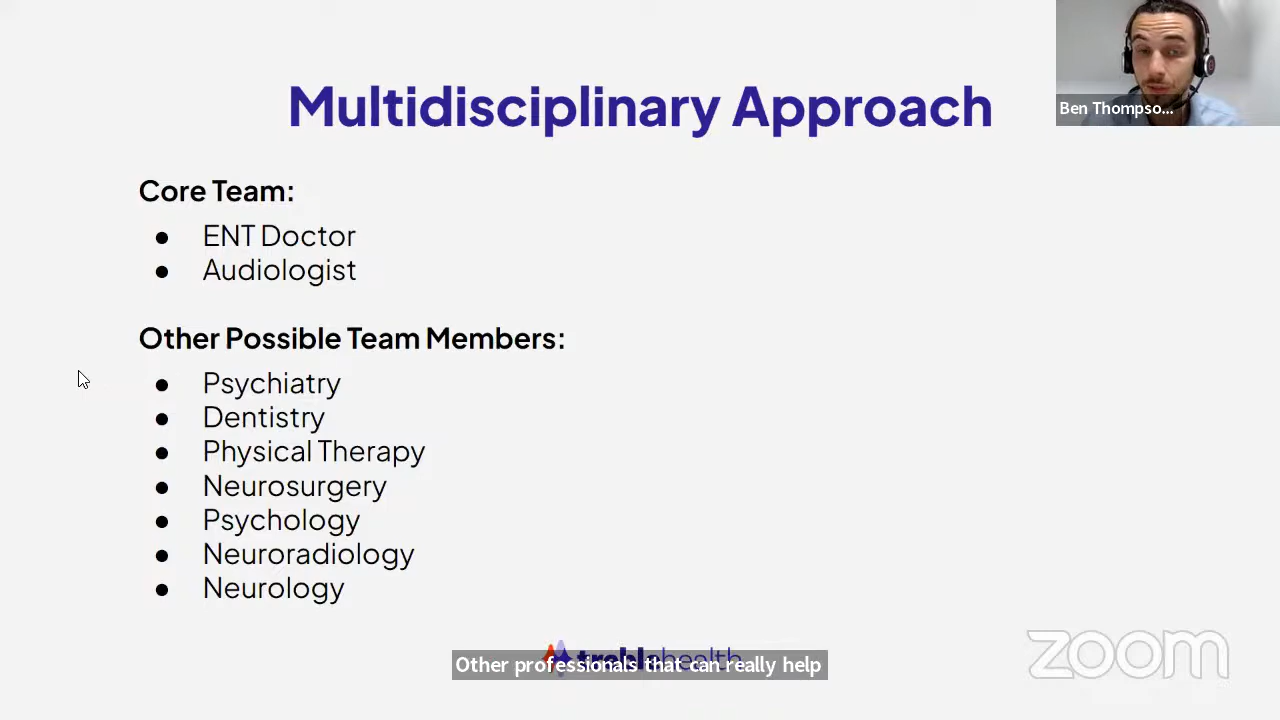 Multidisciplinary Approach
Ben Thompso...
Core Team:
● ENT Doctor
● Audiologist
Other Possible Team Members:
● Psychiatry
● Dentistry
● Physical Therapy
● Neurosurgery
● Psychology
● Neuroradiology
● Neurology
Other professionals that can really help
zoom